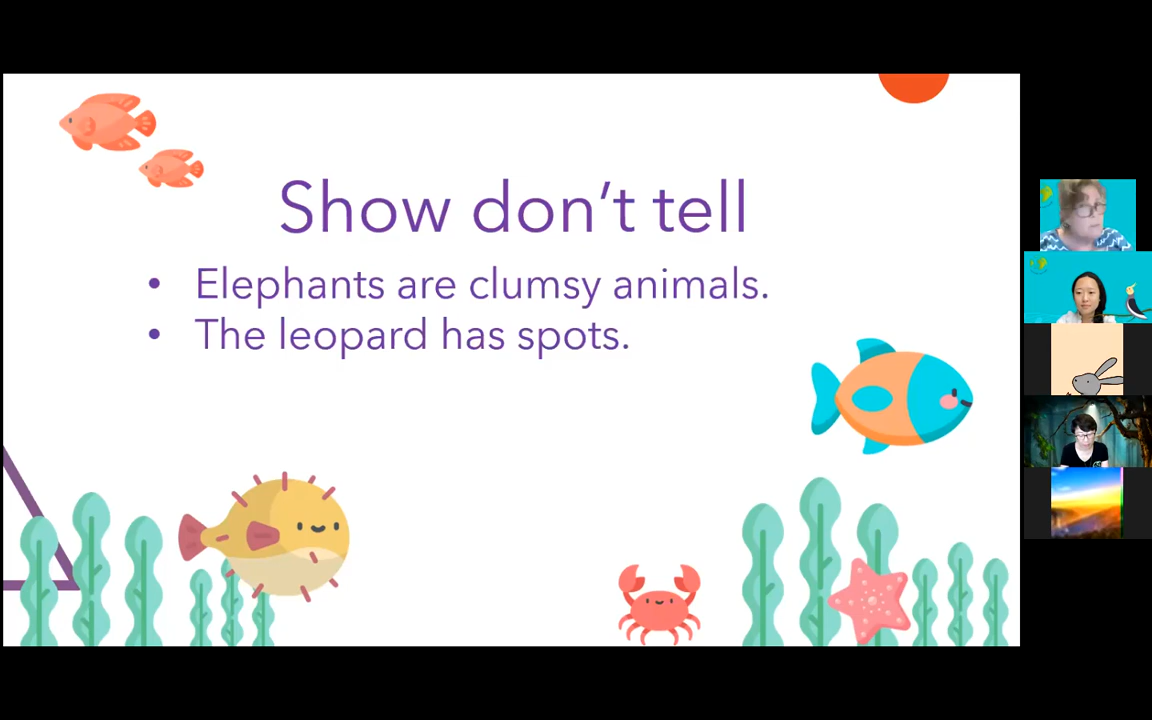 Show don’t tell
• Elephants are clumsy animals.
• The leopard has spots.